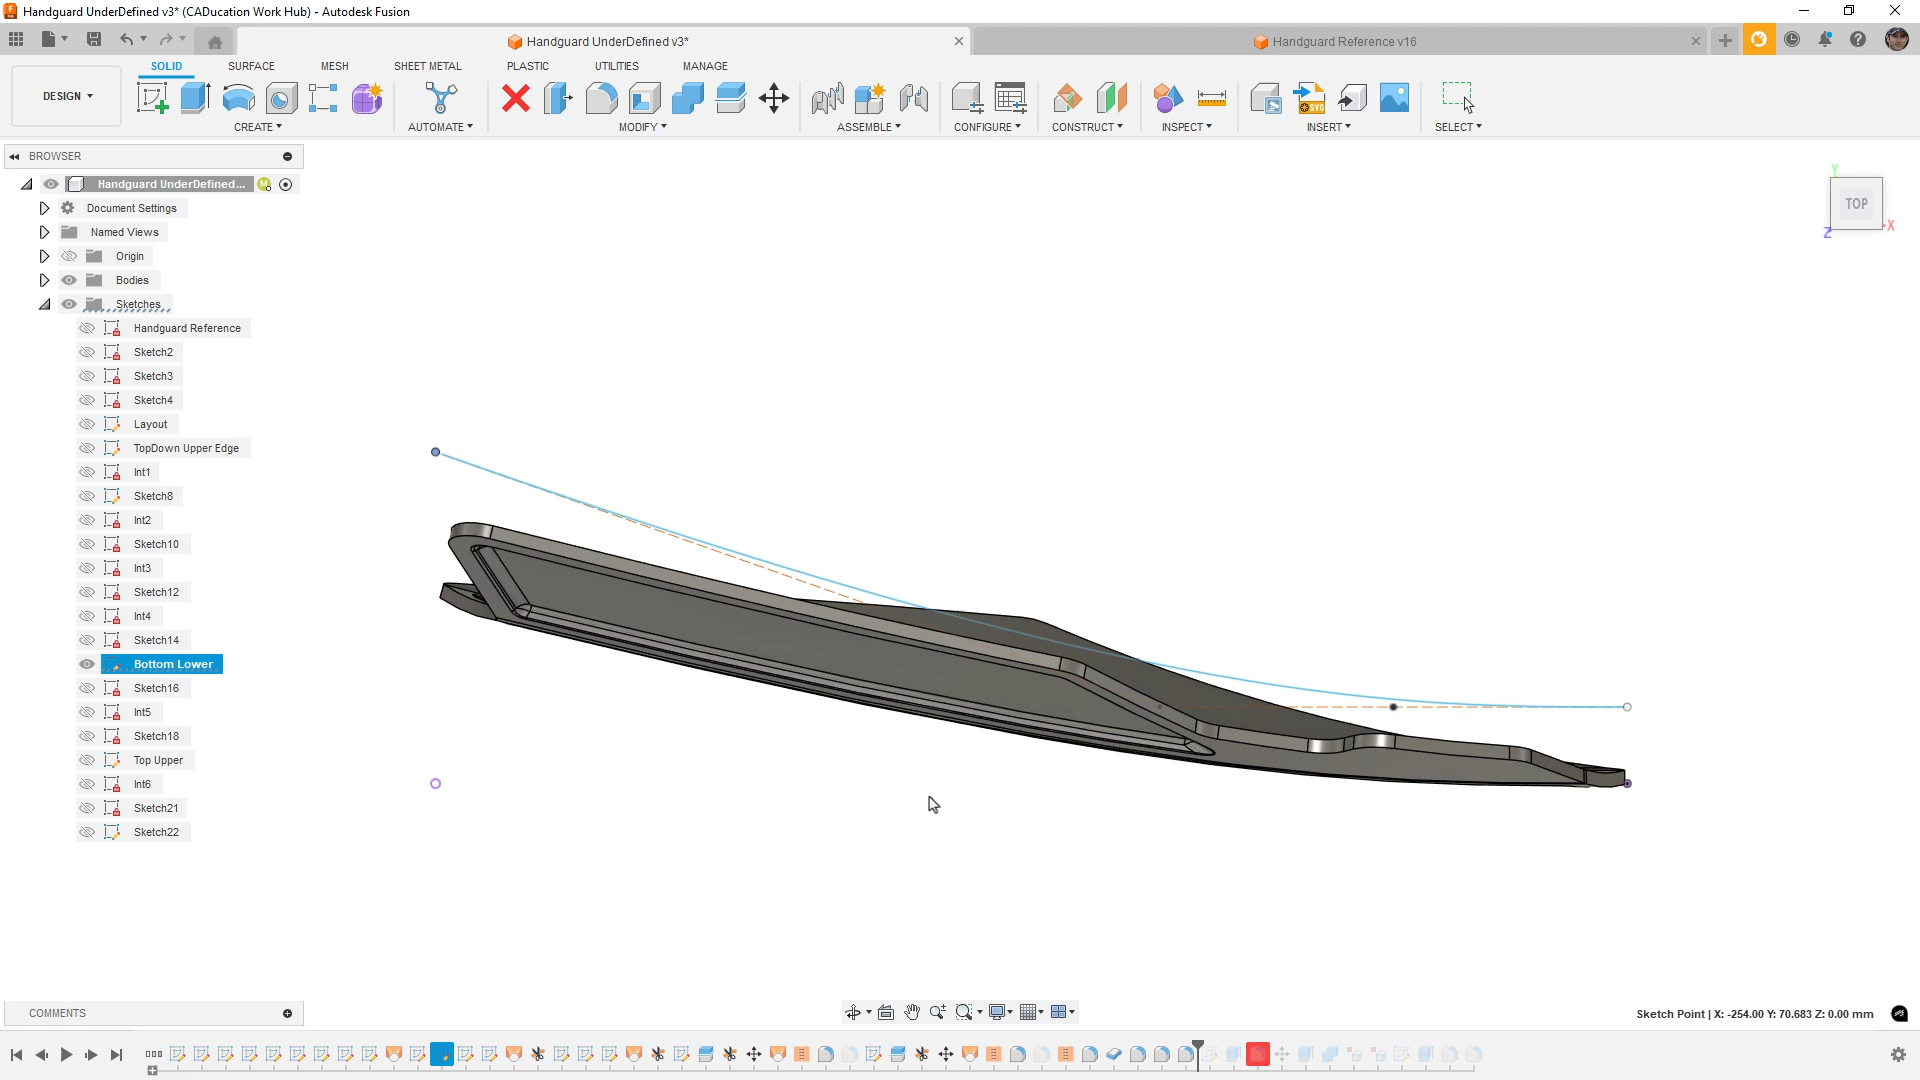 Handguard UnderDefined v3* (CADucation Work Hub) - Autodesk Fusion
Handguard UnderDefined v3*
Handguard Reference v16
SOLID
SURFACE
MESH
SHEET METAL
PLASTIC
UTILITIES
MANAGE
DESIGN
CREATE
AUTOMATE
MODIFY
ASSEMBLE
CONFIGURE
CONSTRUCT
INSPECT
INSERT
SELECT
SVG
BROWSER
Handguard UnderDefined...
M
Document Settings
Named Views
Origin
Bodies
Sketches
Handguard Reference
Sketch2
Sketch3
Sketch4
Layout
TopDown Upper Edge
Int1
Sketch8
Int2
Sketch10
Int3
Sketch12
Int4
Sketch14
Bottom Lower
Sketch16
Int5
Sketch18
Top Upper
Int6
Sketch21
Sketch22
Y
TOP
X
Z
COMMENTS
Sketch Point | X: -254.00 Y: 70.683 Z: 0.00 mm